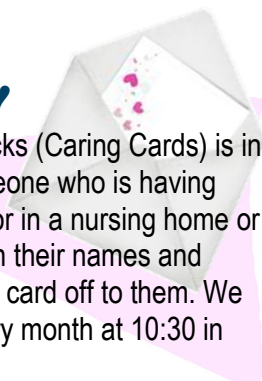 cks (Caring Cards) is in
eone who is having
or in a nursing home or
h their names and
card off to them. We
ry month at 10:30 in